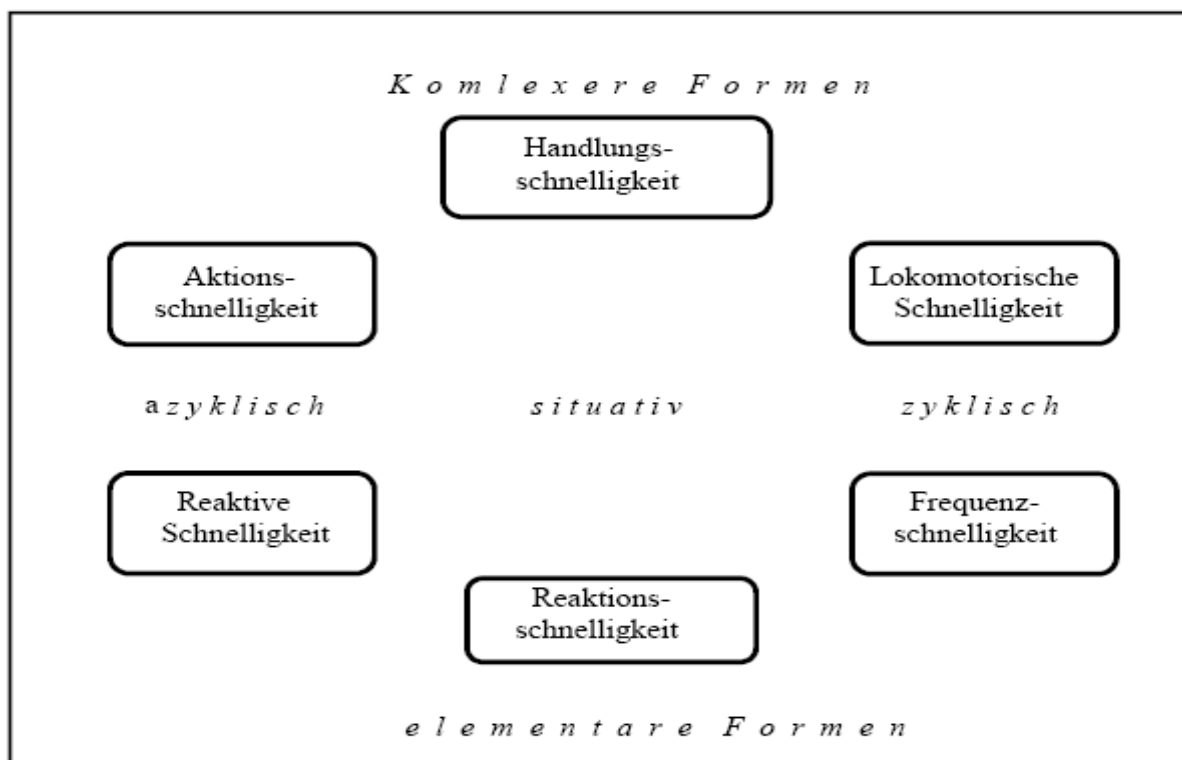 Komlexere Formen
Handlungs-
schnelligkeit
Aktions-
schnelligkeit
Lokomotorische
Schnelligkeit
azyklisch situativ zyklisch
Reaktive
Schnelligkeit
Frequenz-
schnelligkeit
Reaktions-
schnelligkeit
elementare Formen